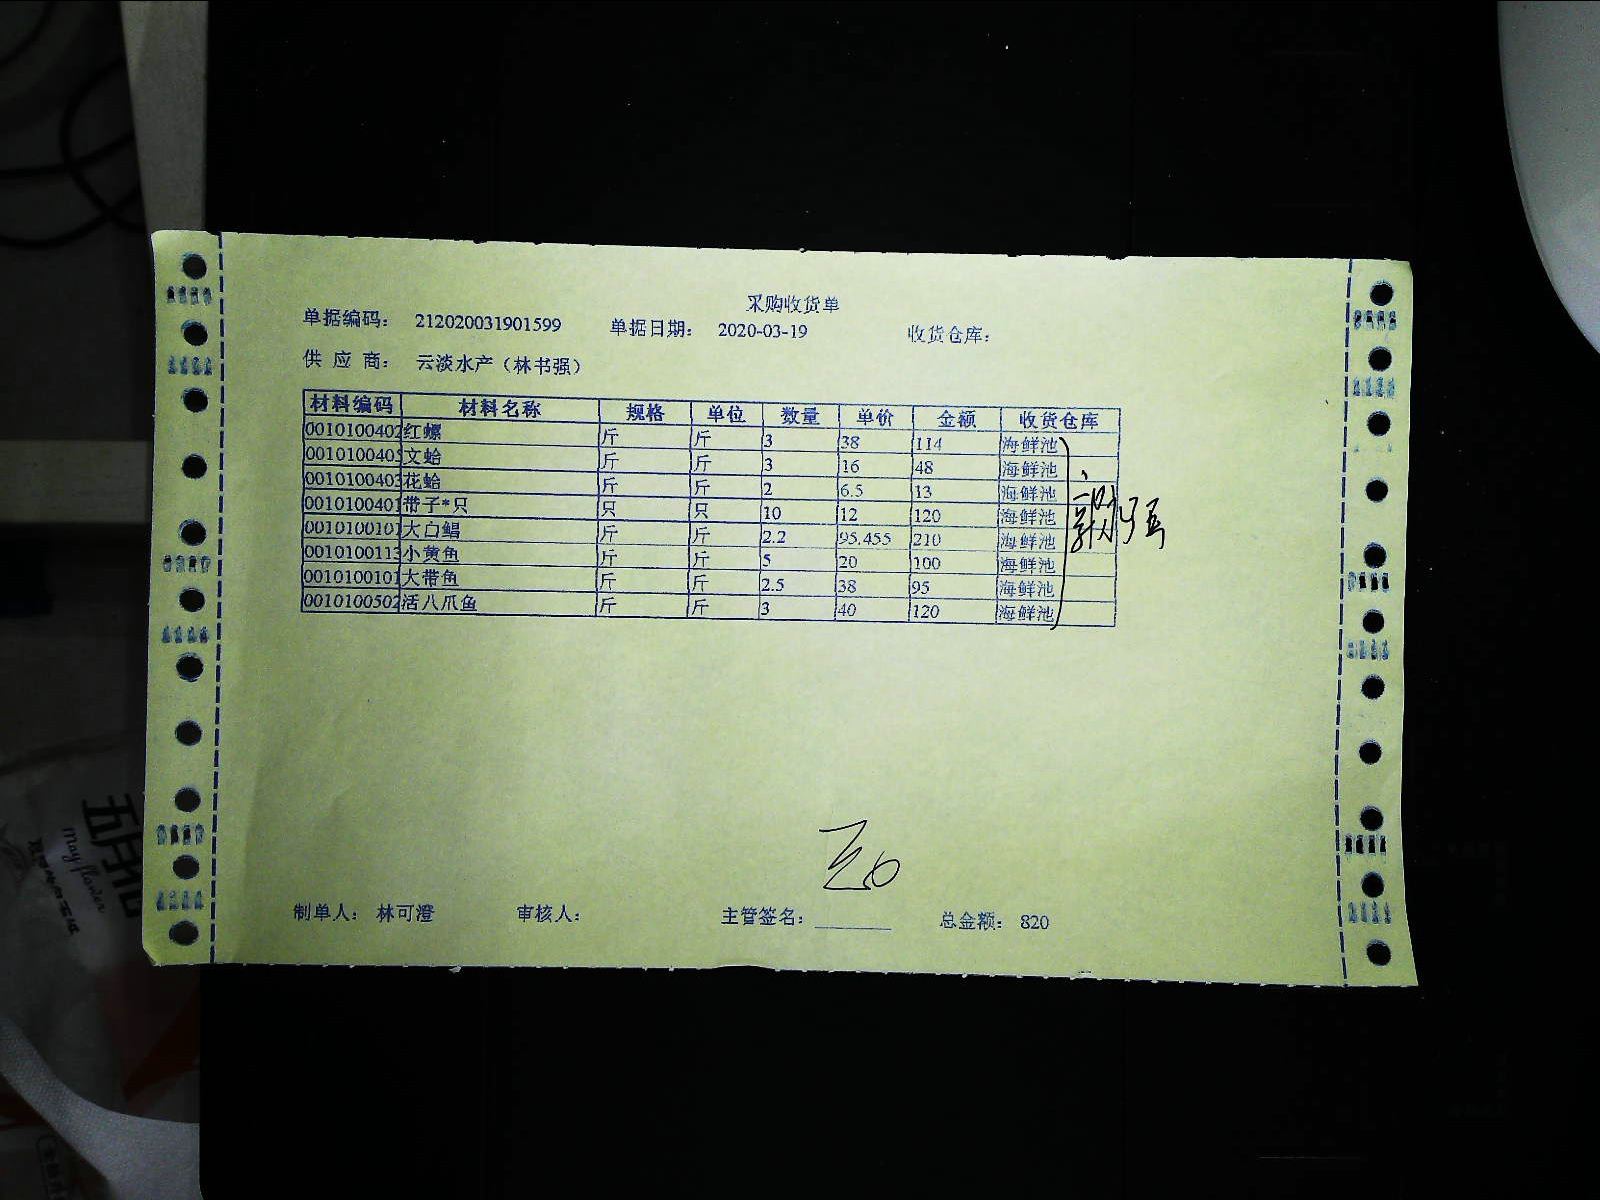 采购收货单
单据编码： 212020031901599 单据日期： 2020-03-19 收货仓库：
供 应 商： 云淡水产（林书强）
材料编码 材料名称 规格 单位 数量 单价 金额 收货仓库
0010100402 红螺 斤 斤 3 38 114 海鲜池
0010100405 文蛤 斤 斤 3 16 48 海鲜池
0010100403 花蛤 斤 斤 2 6.5 13 海鲜池
0010100401 带子*只 只 只 10 12 120 海鲜池
0010100101 大白鲳 斤 斤 2.2 95.455 210 海鲜池
0010100113 小黄鱼 斤 斤 5 20 100 海鲜池
0010100101 大带鱼 斤 斤 2.5 38 95 海鲜池
0010100502 活八爪鱼 斤 斤 3 40 120 海鲜池
制单人： 林可澄 审核人： 主管签名： 总金额： 820
五月花
May flower